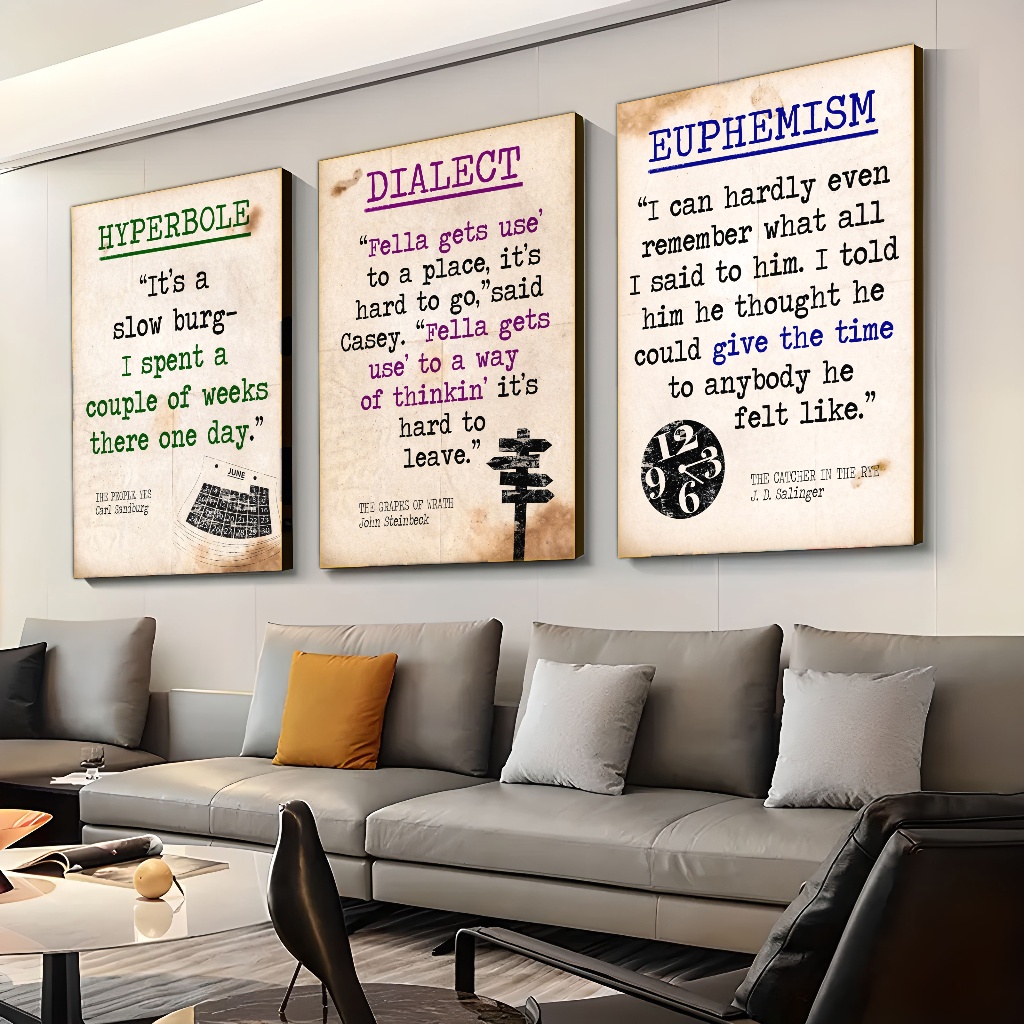 HYPERBOLE
“It’s a
slow burg–
I spent a
couple of weeks
there one day.”
THE PEOPLE YES
Carl Sandburg
JUNE
DIALECT
“Fella gets use’
to a place, it’s
hard to go,”said
Casey. “Fella gets
use’ to a way
of thinkin’ it’s
hard to
leave.”
THE GRAPES OF WRATH
John Steinbeck
EUPHEMISM
“I can hardly even
remember what all
I said to him. I told
him he thought he
could give the time
to anybody he
felt like.”
12
9 3
6
THE CATCHER IN THE RYE
J. D. Salinger